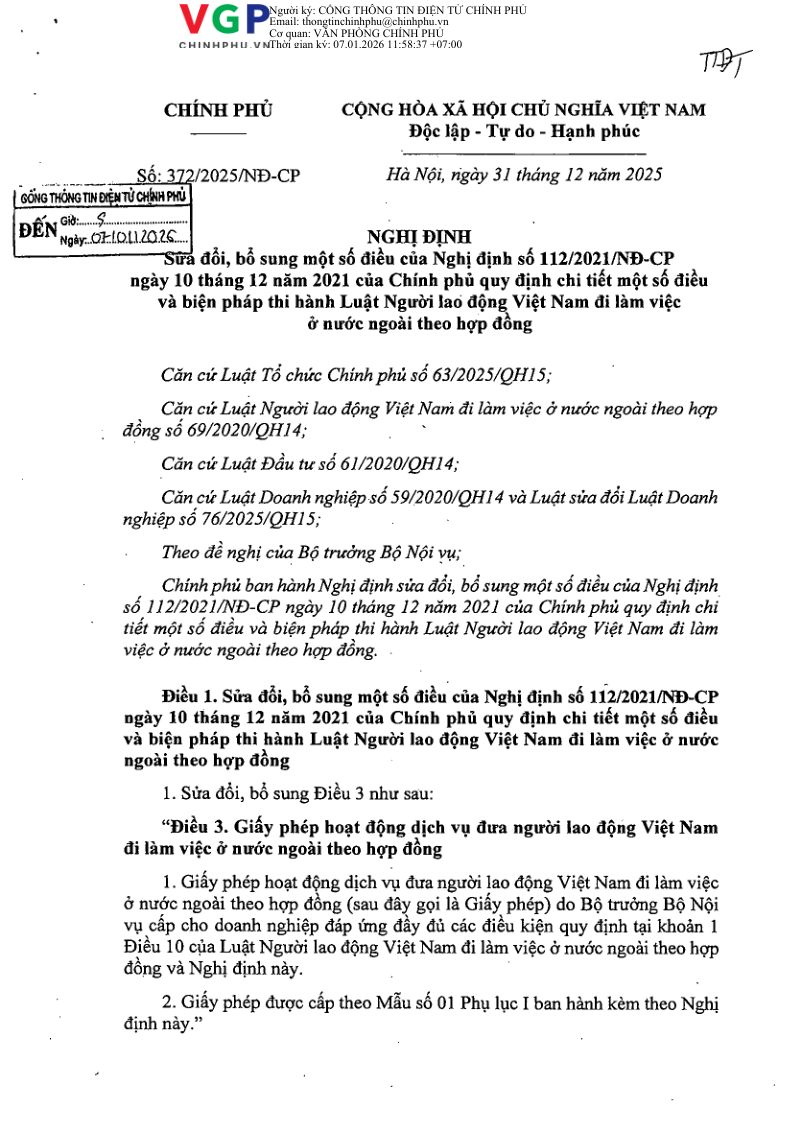 VGP
CHINHPHU.VN
Người ký: CỔNG THÔNG TIN ĐIỆN TỬ CHÍNH PHỦ
Email: thongtinchinhphu@chinhphu.vn
Cơ quan: VĂN PHÒNG CHÍNH PHỦ
Thời gian ký: 07.01.2026 11:58:37 +07:00
CHÍNH PHỦ
CỘNG HÒA XÃ HỘI CHỦ NGHĨA VIỆT NAM
Độc lập - Tự do - Hạnh phúc
Số: 372/2025/NĐ-CP
Hà Nội, ngày 31 tháng 12 năm 2025
CỔNG THÔNG TIN ĐIỆN TỬ CHÍNH PHỦ
ĐẾN
Giờ:
Ngày: 07/01/2026
NGHỊ ĐỊNH
Sửa đổi, bổ sung một số điều của Nghị định số 112/2021/NĐ-CP
ngày 10 tháng 12 năm 2021 của Chính phủ quy định chi tiết một số điều
và biện pháp thi hành Luật Người lao động Việt Nam đi làm việc
ở nước ngoài theo hợp đồng
Căn cứ Luật Tổ chức Chính phủ số 63/2025/QH15;
Căn cứ Luật Người lao động Việt Nam đi làm việc ở nước ngoài theo hợp
đồng số 69/2020/QH14;
Căn cứ Luật Đầu tư số 61/2020/QH14;
Căn cứ Luật Doanh nghiệp số 59/2020/QH14 và Luật sửa đổi Luật Doanh
nghiệp số 76/2025/QH15;
Theo đề nghị của Bộ trưởng Bộ Nội vụ;
Chính phủ ban hành Nghị định sửa đổi, bổ sung một số điều của Nghị định
số 112/2021/NĐ-CP ngày 10 tháng 12 năm 2021 của Chính phủ quy định chi
tiết một số điều và biện pháp thi hành Luật Người lao động Việt Nam đi làm
việc ở nước ngoài theo hợp đồng.
Điều 1. Sửa đổi, bổ sung một số điều của Nghị định số 112/2021/NĐ-CP
ngày 10 tháng 12 năm 2021 của Chính phủ quy định chi tiết một số điều
và biện pháp thi hành Luật Người lao động Việt Nam đi làm việc ở nước
ngoài theo hợp đồng
1. Sửa đổi, bổ sung Điều 3 như sau:
“Điều 3. Giấy phép hoạt động dịch vụ đưa người lao động Việt Nam
đi làm việc ở nước ngoài theo hợp đồng
1. Giấy phép hoạt động dịch vụ đưa người lao động Việt Nam đi làm việc
ở nước ngoài theo hợp đồng (sau đây gọi là Giấy phép) do Bộ trưởng Bộ Nội
vụ cấp cho doanh nghiệp đáp ứng đầy đủ các điều kiện quy định tại khoản 1
Điều 10 của Luật Người lao động Việt Nam đi làm việc ở nước ngoài theo hợp
đồng và Nghị định này.
2. Giấy phép được cấp theo Mẫu số 01 Phụ lục I ban hành kèm theo Nghị
định này.”